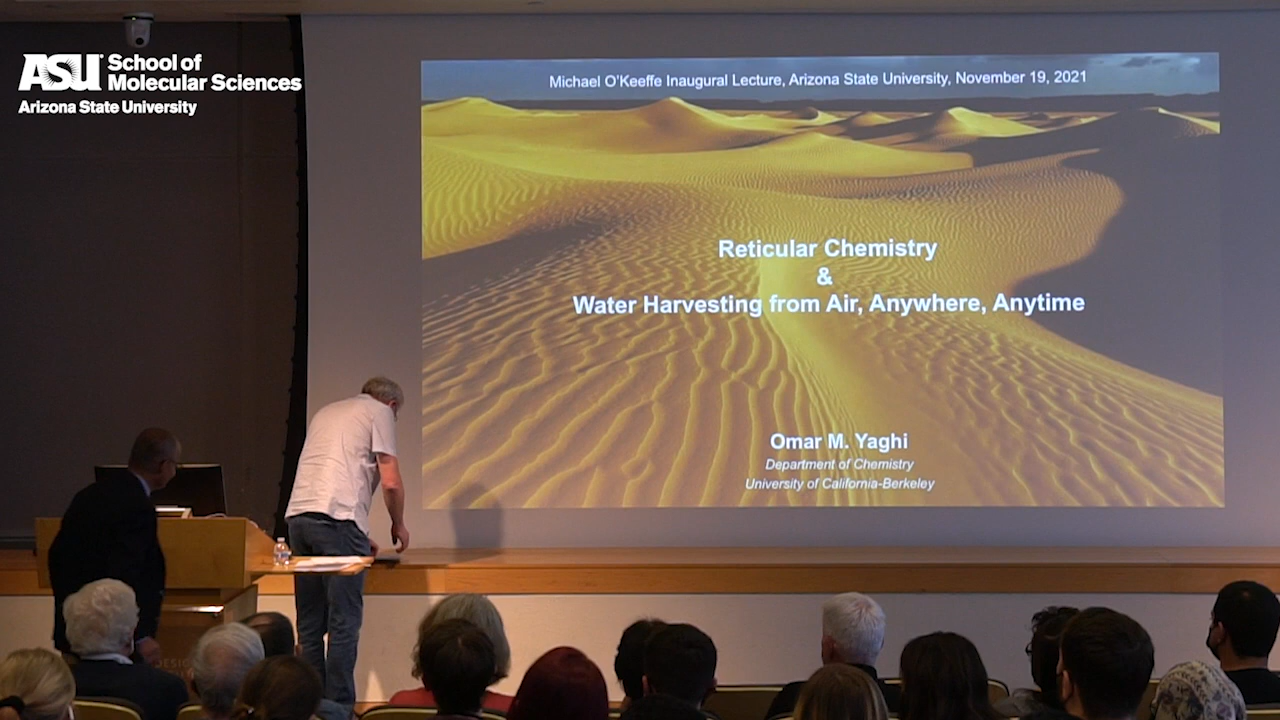 ASU School of
Molecular Sciences
Arizona State University
Michael O'Keeffe Inaugural Lecture, Arizona State University, November 19, 2021
Reticular Chemistry
&
Water Harvesting from Air, Anywhere, Anytime
Omar M. Yaghi
Department of Chemistry
University of California-Berkeley
DESIGN